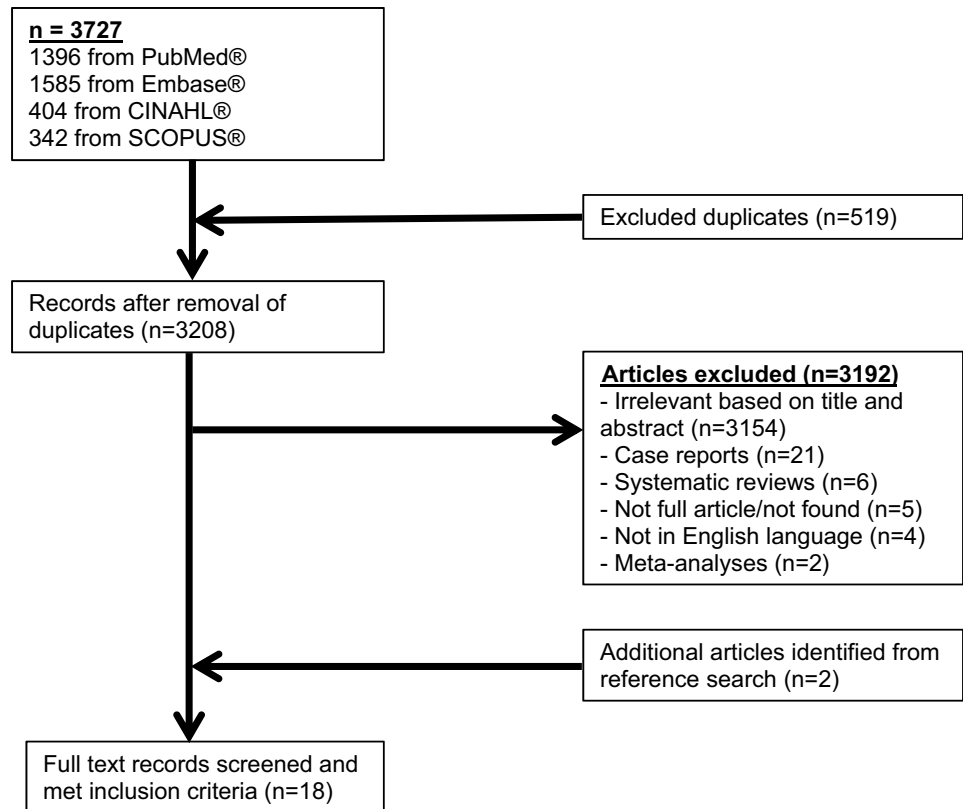 n = 3727
1396 from PubMed®
1585 from Embase®
404 from CINAHL®
342 from SCOPUS®
Excluded duplicates (n=519)
Records after removal of
duplicates (n=3208)
Articles excluded (n=3192)
- Irrelevant based on title and
abstract (n=3154)
- Case reports (n=21)
- Systematic reviews (n=6)
- Not full article/not found (n=5)
- Not in English language (n=4)
- Meta-analyses (n=2)
Additional articles identified from
reference search (n=2)
Full text records screened and
met inclusion criteria (n=18)